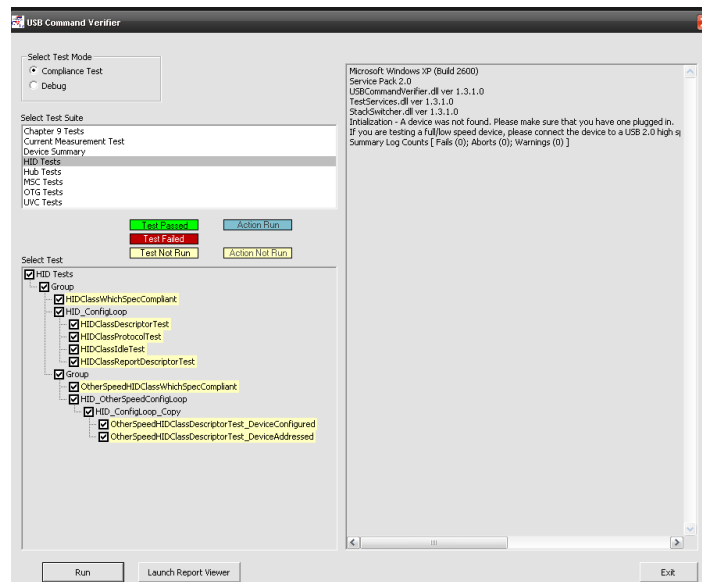 USB Command Verifier
Select Test Mode
Compliance Test
Debug
Select Test Suite
Chapter 9 Tests
Current Measurement Test
Device Summary
HID Tests
Hub Tests
MSC Tests
OTG Tests
UVC Tests
Test Passed
Action Run
Test Failed
Test Not Run
Action Not Run
Select Test
HID Tests
Group
HIDClassWhichSpecCompliant
HID_ConfigLoop
HIDClassDescriptorTest
HIDClassProtocolTest
HIDClassIdleTest
HIDClassReportDescriptorTest
Group
OtherSpeedHIDClassWhichSpecCompliant
HID_OtherSpeedConfigLoop
HID_ConfigLoop_Copy
OtherSpeedHIDClassDescriptorTest_DeviceConfigured
OtherSpeedHIDClassDescriptorTest_DeviceAddressed
Microsoft Windows XP (Build 2600)
Service Pack 2.0
USBCommandVerifier.dll ver 1.3.1.0
TestServices.dll ver 1.3.1.0
StackSwitcher.dll ver 1.3.1.0
Intialization - A device was not found. Please make sure that you have one plugged in.
If you are testing a full/low speed device, please connect the device to a USB 2.0 high s
Summary Log Counts [ Fails (0); Aborts (0); Warnings (0) ]
Run
Launch Report Viewer
Exit